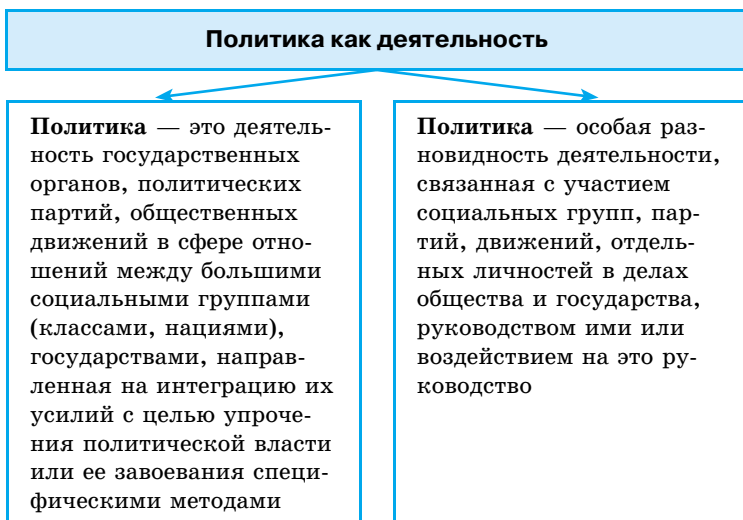 Политика как деятельность
Политика — это деятель-
ность государственных
органов, политических
партий, общественных
движений в сфере отно-
шений между большими
социальными группами
(классами, нациями),
государствами, направ-
ленная на интеграцию их
усилий с целью упроче-
ния политической власти
или ее завоевания специ-
фическими методами
Политика — особая раз-
новидность деятельности,
связанная с участием
социальных групп, пар-
тий, движений, отдель-
ных личностей в делах
общества и государства,
руководством ими или
воздействием на это ру-
ководство